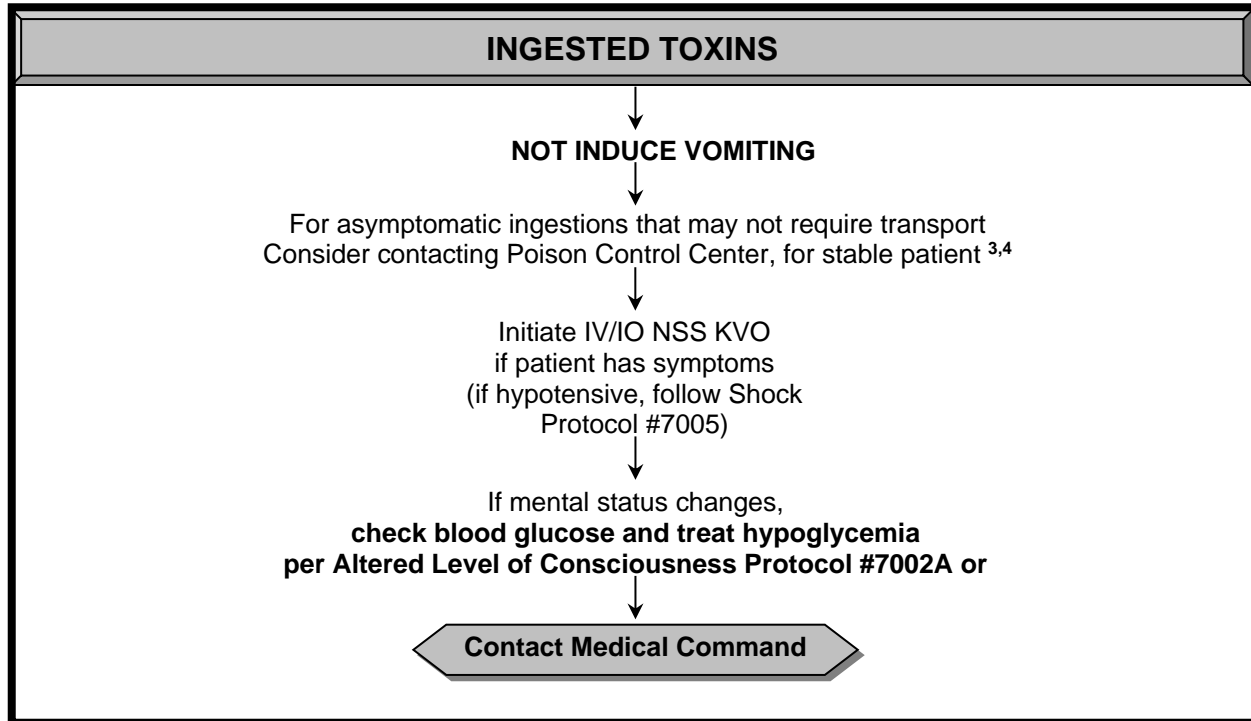 INGESTED TOXINS
NOT INDUCE VOMITING
For asymptomatic ingestions that may not require transport
Consider contacting Poison Control Center, for stable patient 3,4
Initiate IV/IO NSS KVO
if patient has symptoms
(if hypotensive, follow Shock
Protocol #7005)
If mental status changes,
check blood glucose and treat hypoglycemia
per Altered Level of Consciousness Protocol #7002A or
Contact Medical Command